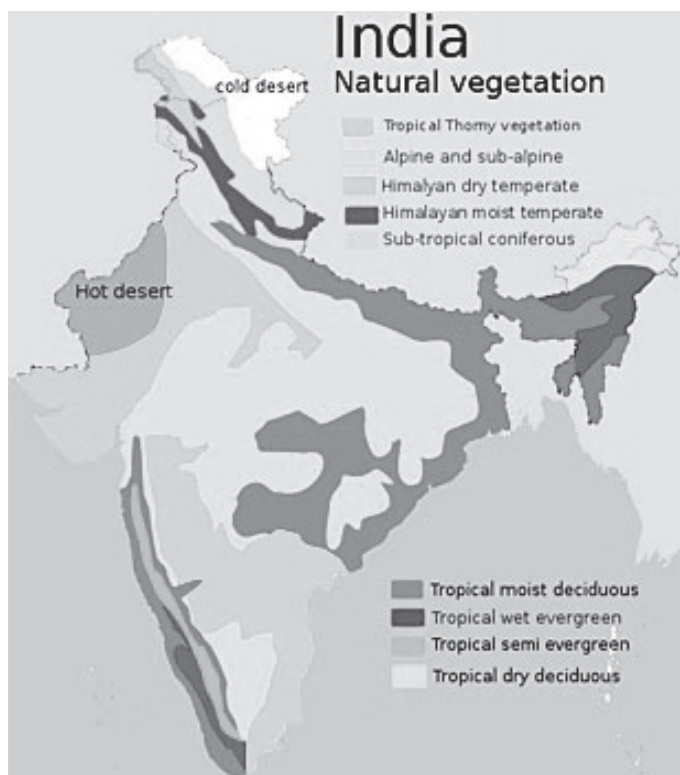 India
Natural vegetation
cold desert
Tropical Thorny vegetation
Alpine and sub-alpine
Himalyan dry temperate
Himalayan moist temperate
Sub-tropical coniferous
Hot desert
Tropical moist deciduous
Tropical wet evergreen
Tropical semi evergreen
Tropical dry deciduous